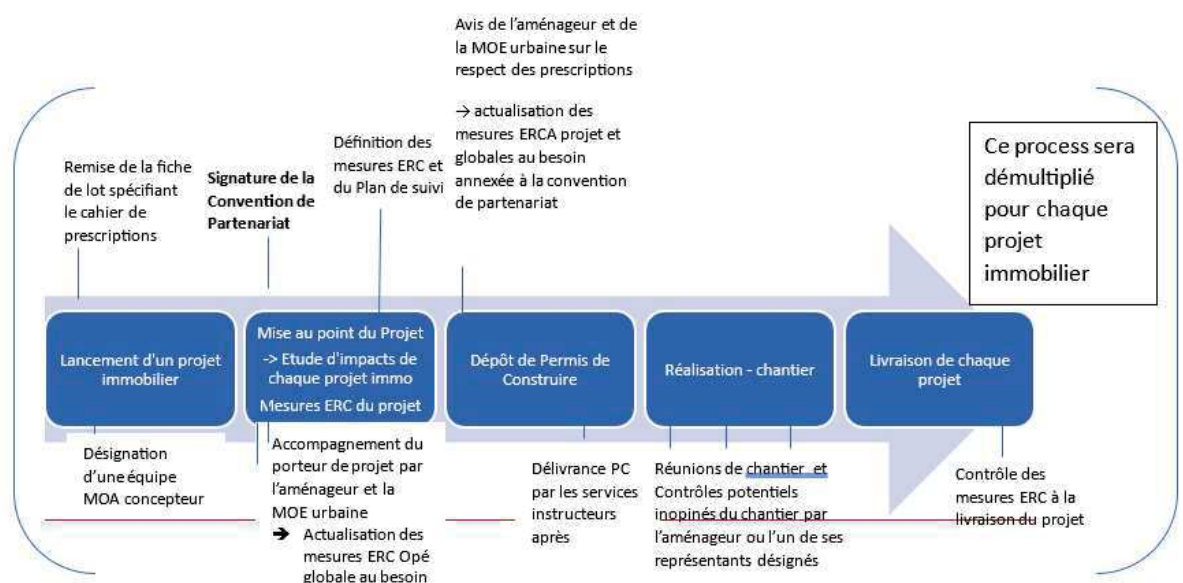 Avis de l'aménageur et de
la MOE urbaine sur le
respect des prescriptions
→ actualisation des
mesures ERCA projet et
globales au besoin
annexée à la convention
de partenariat
Définition des
mesures ERC et
du Plan de suivi
Remise de la fiche
de lot spécifiant
le cahier de
prescriptions
Signature de la
Convention de
Partenariat
Ce process sera
démultiplié
pour chaque
projet
immobilier
Lancement d'un projet
immobilier
Mise au point du Projet
-> Etude d'impacts de
chaque projet immo
Mesures ERC du projet
Dépôt de Permis de
Construire
Réalisation - chantier
Livraison de chaque
projet
Désignation
d'une équipe
MOA concepteur
Accompagnement du
porteur de projet par
l'aménageur et la
MOE urbaine
➔ Actualisation des
mesures ERC Opé
globale au besoin
Délivrance PC
par les services
instructeurs
après
Réunions de chantier et
Contrôles potentiels
inopinés du chantier par
l'aménageur ou l'un de ses
représentants désignés
Contrôle des
mesures ERC à la
livraison du projet